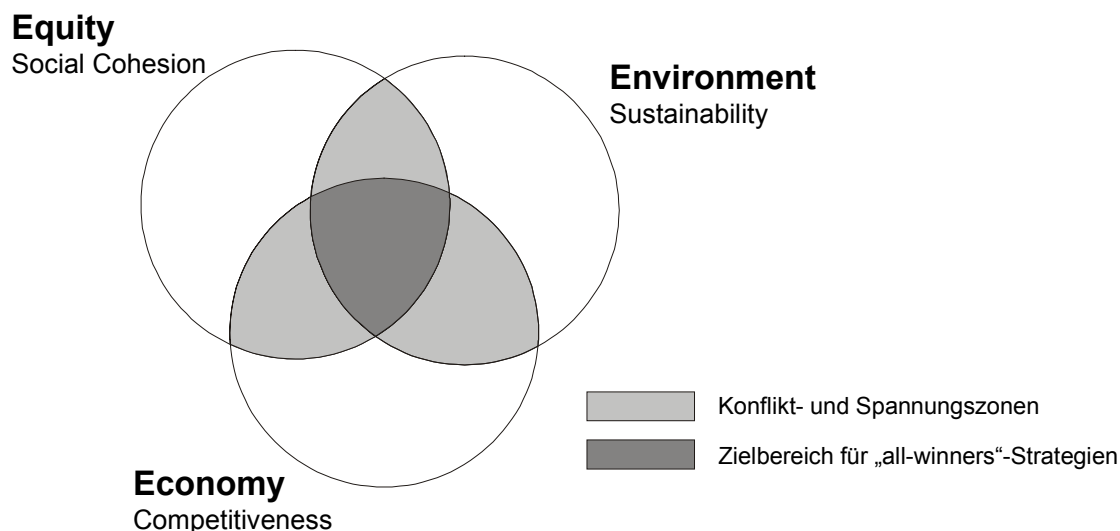 Equity
Social Cohesion
Environment
Sustainability
Konflikt- und Spannungszonen
Zielbereich für „all-winners“-Strategien
Economy
Competitiveness